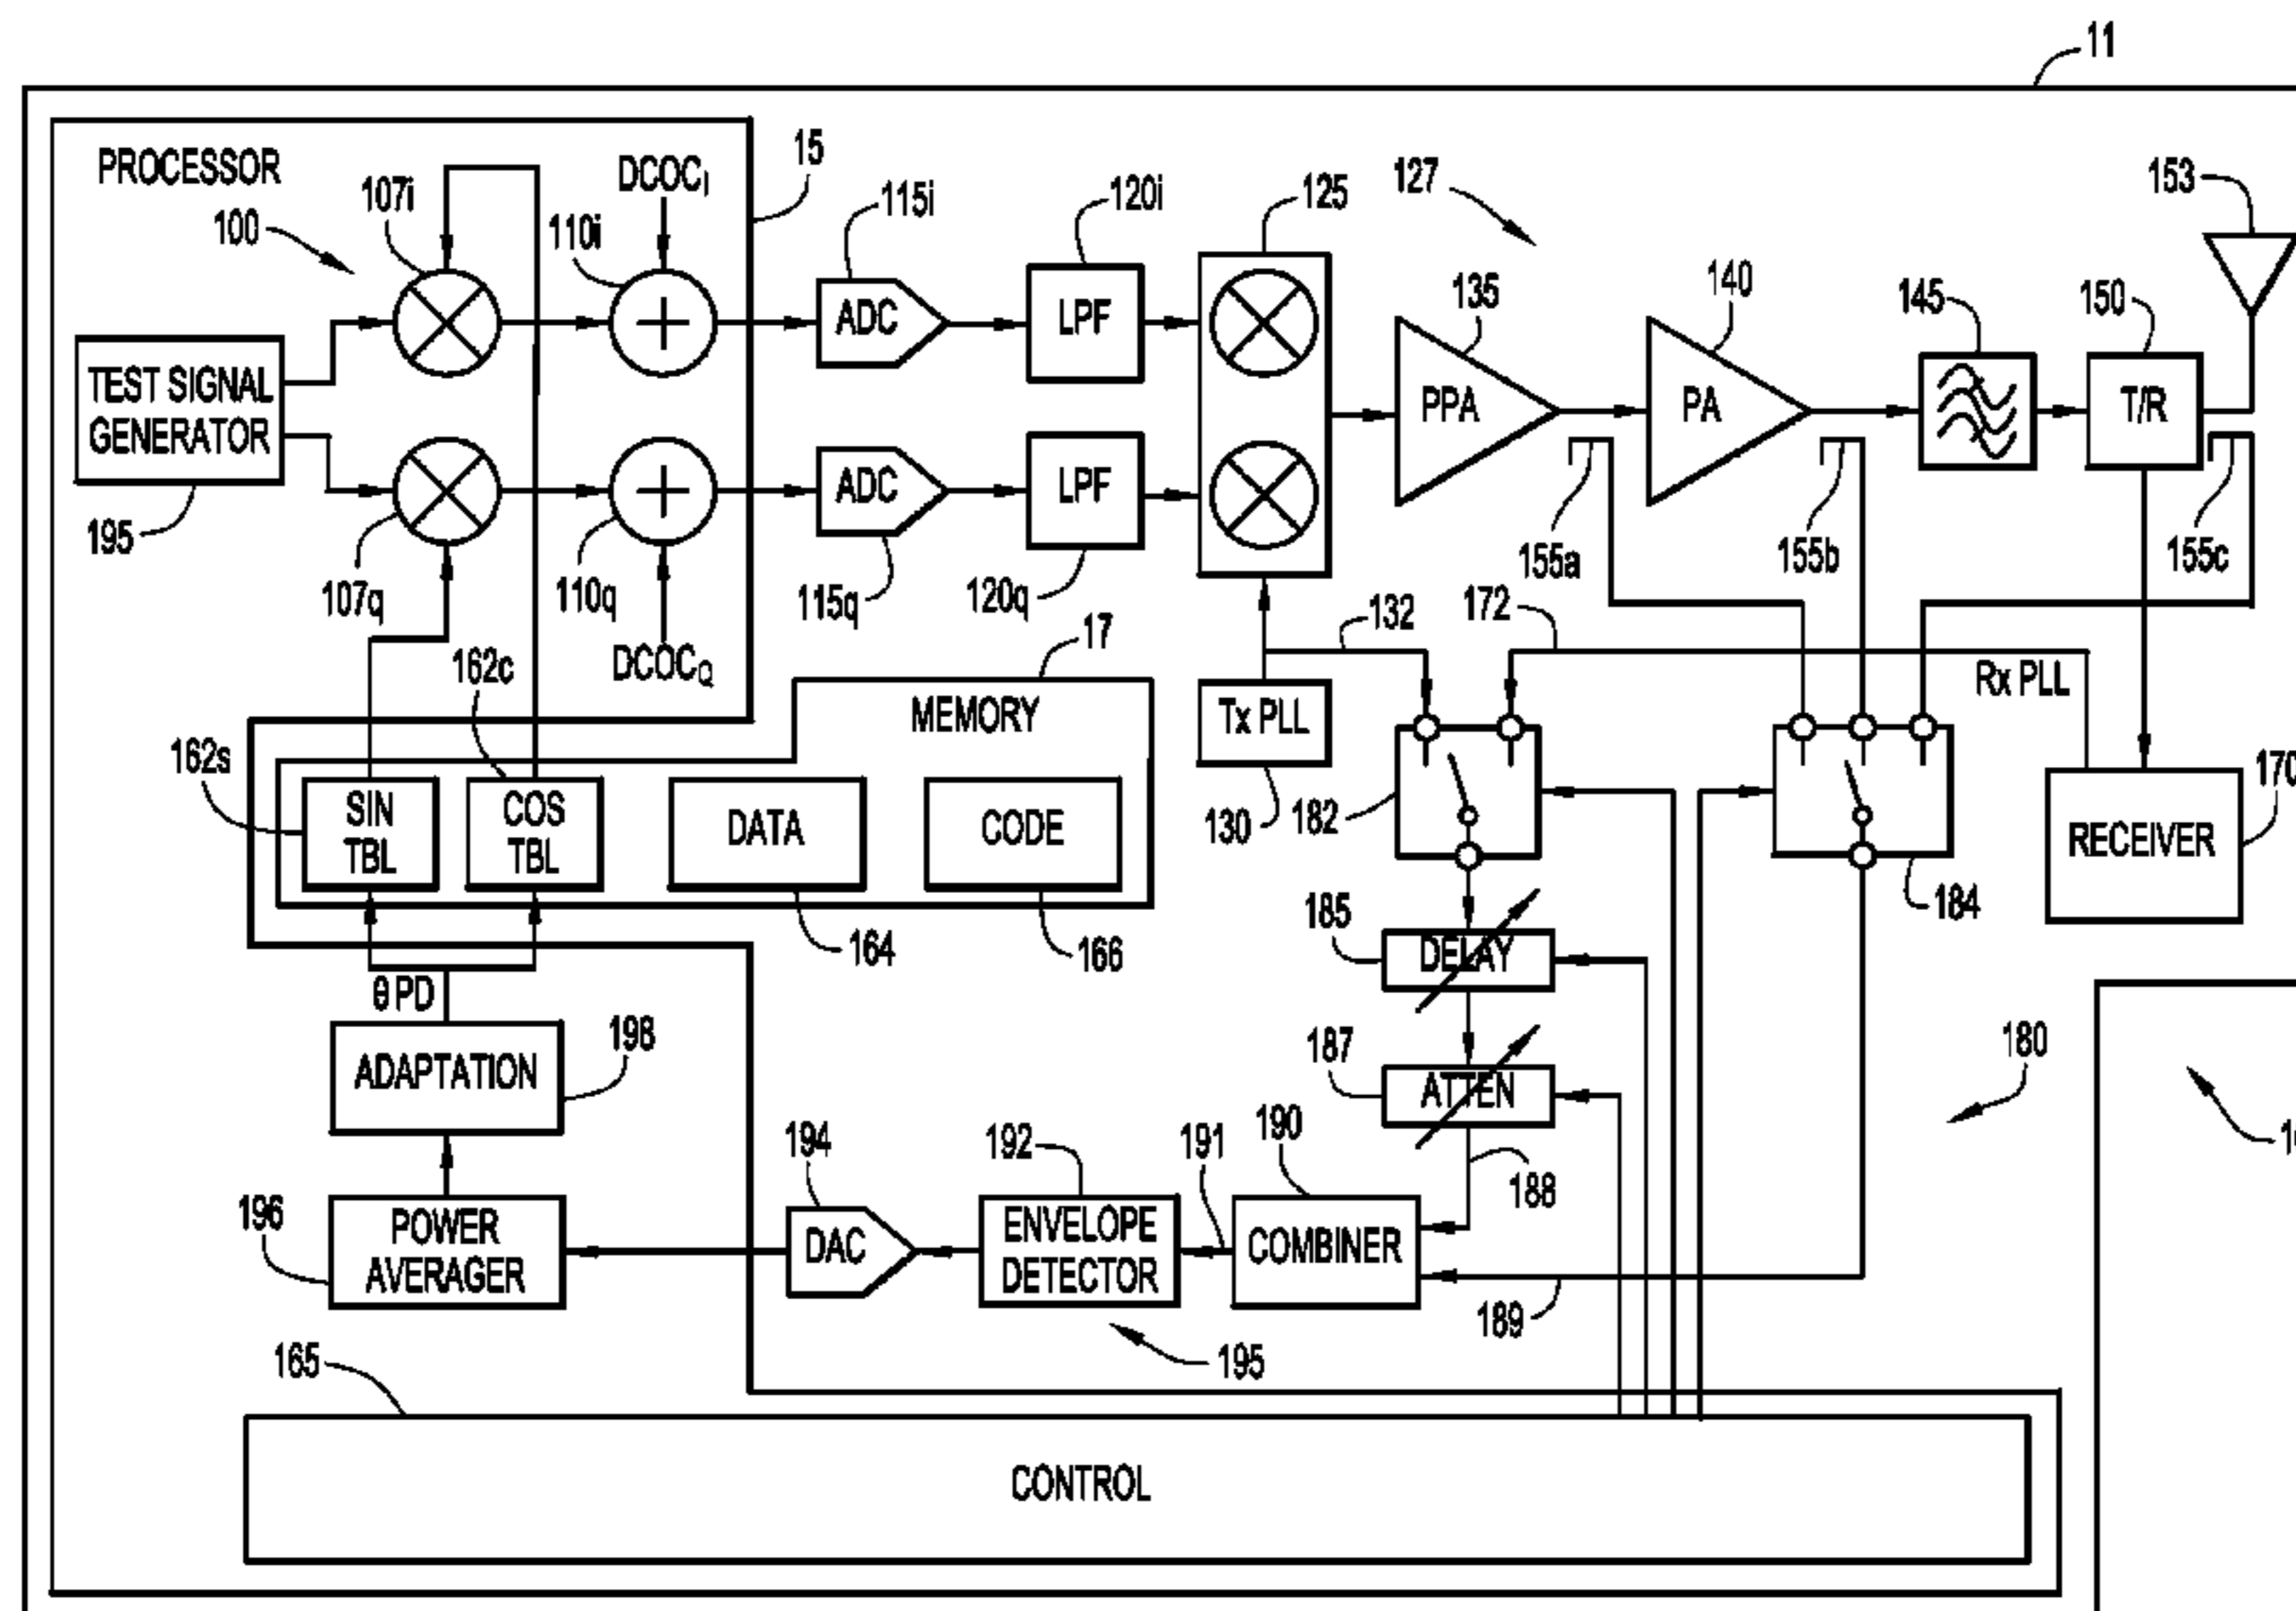 11
PROCESSOR
107i
100
110i
DCOC_I
15
115i
120i
125
127
153
135
140
145
150
ADC
LPF
TEST SIGNAL
GENERATOR
PPA
PA
T/R
ADC
LPF
195
107q
110q
115q
120q
155a
155b
155c
DCOC_Q
17
132
172
162c
MEMORY
Tx PLL
Rx PLL
162s
SIN
TBL
COS
TBL
DATA
CODE
130
182
170
RECEIVER
164
166
185
DELAY
184
θ PD
ADAPTATION
198
187
ATTEN
180
194
192
191
190
188
196
POWER
AVERAGER
DAC
ENVELOPE
DETECTOR
COMBINER
189
195
165
CONTROL